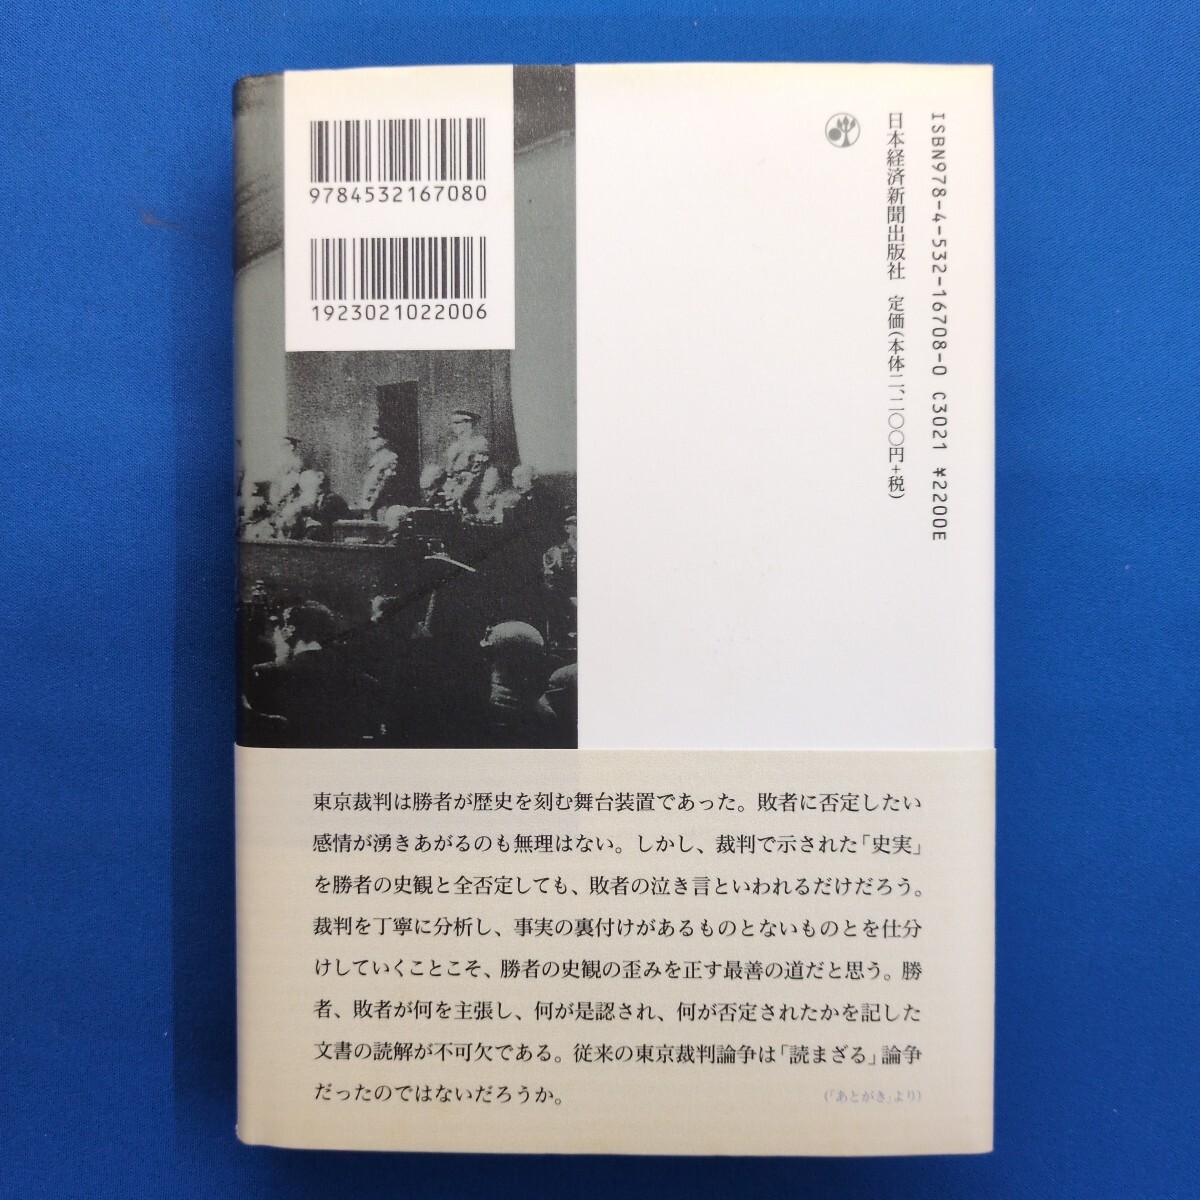 ISBN978-4-532-16708-0 C3021 ¥2200E
日本経済新聞出版社 定価(本体二、二〇〇円+税)
9784532167080
1923021022006
東京裁判は勝者が歴史を刻む舞台装置であった。敗者に否定したい
感情が湧きあがるのも無理はない。しかし、裁判で示された「史実」
を勝者の史観と全否定しても、敗者の泣き言といわれるだけだろう。
裁判を丁寧に分析し、事実の裏付けがあるものとないものとを仕分
けしていくことこそ、勝者の史観の歪みを正す最善の道だと思う。勝
者、敗者が何を主張し、何が是認され、何が否定されたかを記した
文書の読解が不可欠である。従来の東京裁判論争は「読まざる」論争
だったのではないだろうか。
(「あとがき」より)